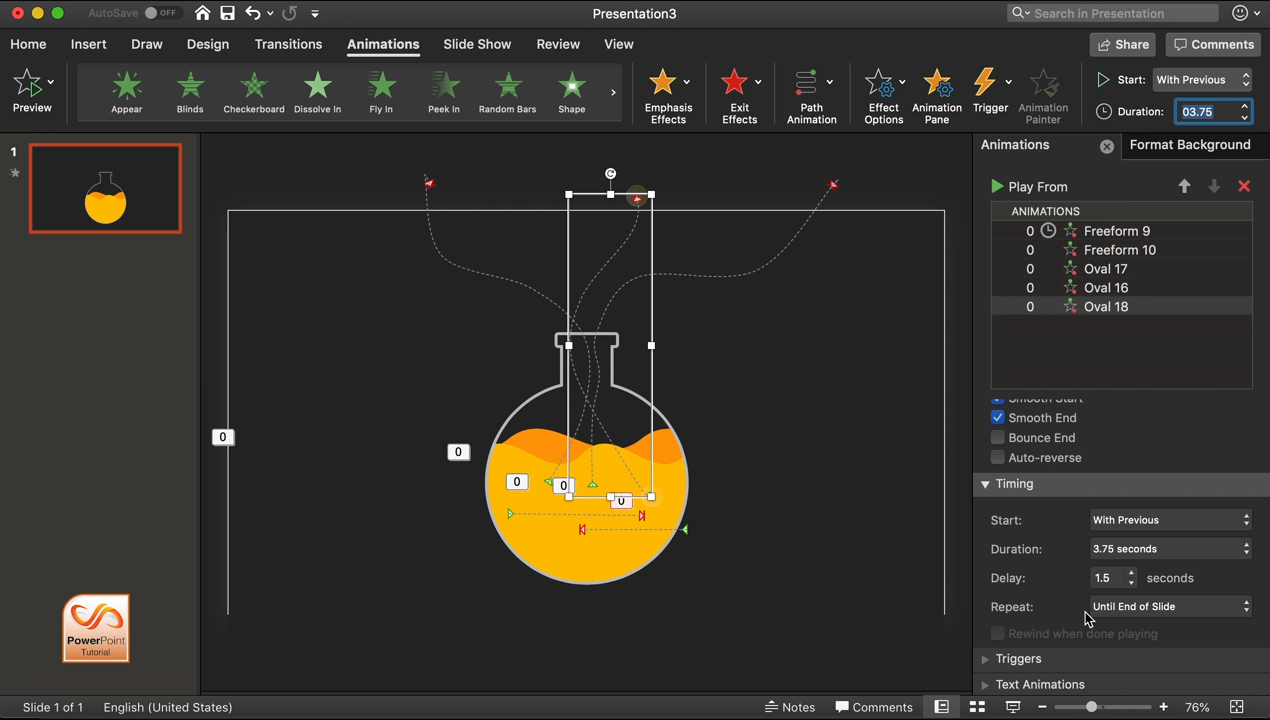 AutoSave OFF
Presentation3
Search in Presentation
Home Insert Draw Design Transitions Animations Slide Show Review View
Share Comments
Preview
Appear Blinds Checkerboard Dissolve In Fly In Peek In Random Bars Shape
Emphasis Effects
Exit Effects
Path Animation
Effect Options
Animation Pane
Trigger
Animation Painter
Start: With Previous
Duration: 03.75
1
Animations
Format Background
Play From
ANIMATIONS
0 Freeform 9
0 Freeform 10
0 Oval 17
0 Oval 16
0 Oval 18
Smooth Start
Smooth End
Bounce End
Auto-reverse
Timing
Start: With Previous
Duration: 3.75 seconds
Delay: 1.5 seconds
Repeat: Until End of Slide
Rewind when done playing
Triggers
Text Animations
0
0
0
0
0
PowerPoint
Tutorial
Slide 1 of 1 English (United States)
Notes Comments 76%